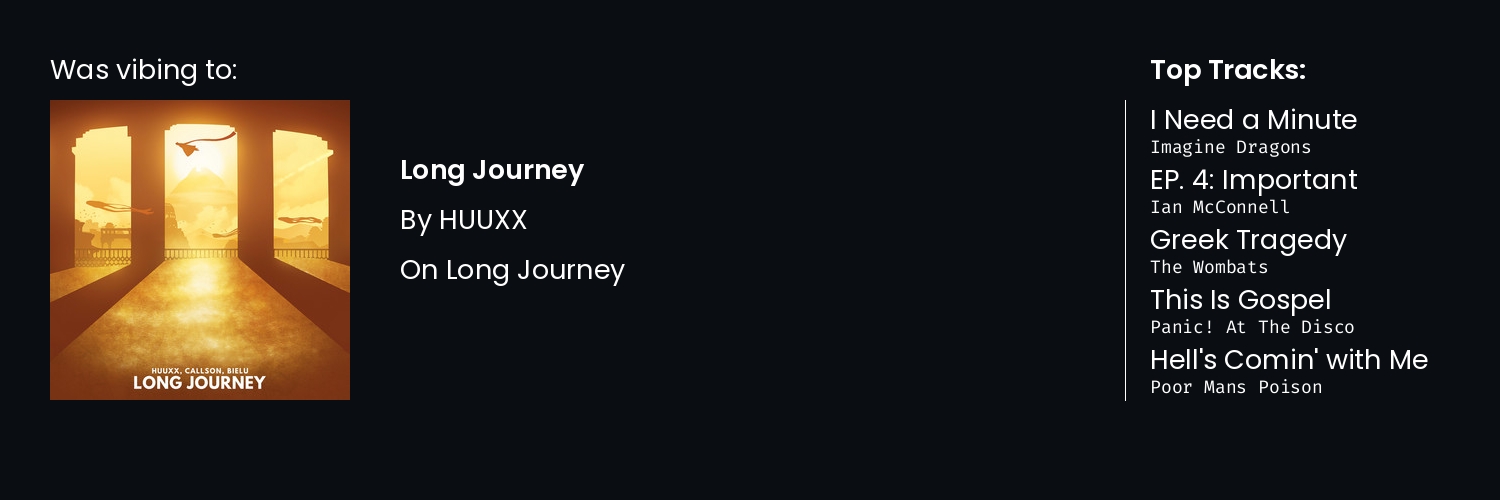 Was vibing to:
HUUXX, CALLSON, BIELU
LONG JOURNEY
Long Journey
By HUUXX
On Long Journey
Top Tracks:
I Need a Minute
Imagine Dragons
EP. 4: Important
Ian McConnell
Greek Tragedy
The Wombats
This Is Gospel
Panic! At The Disco
Hell's Comin' with Me
Poor Mans Poison